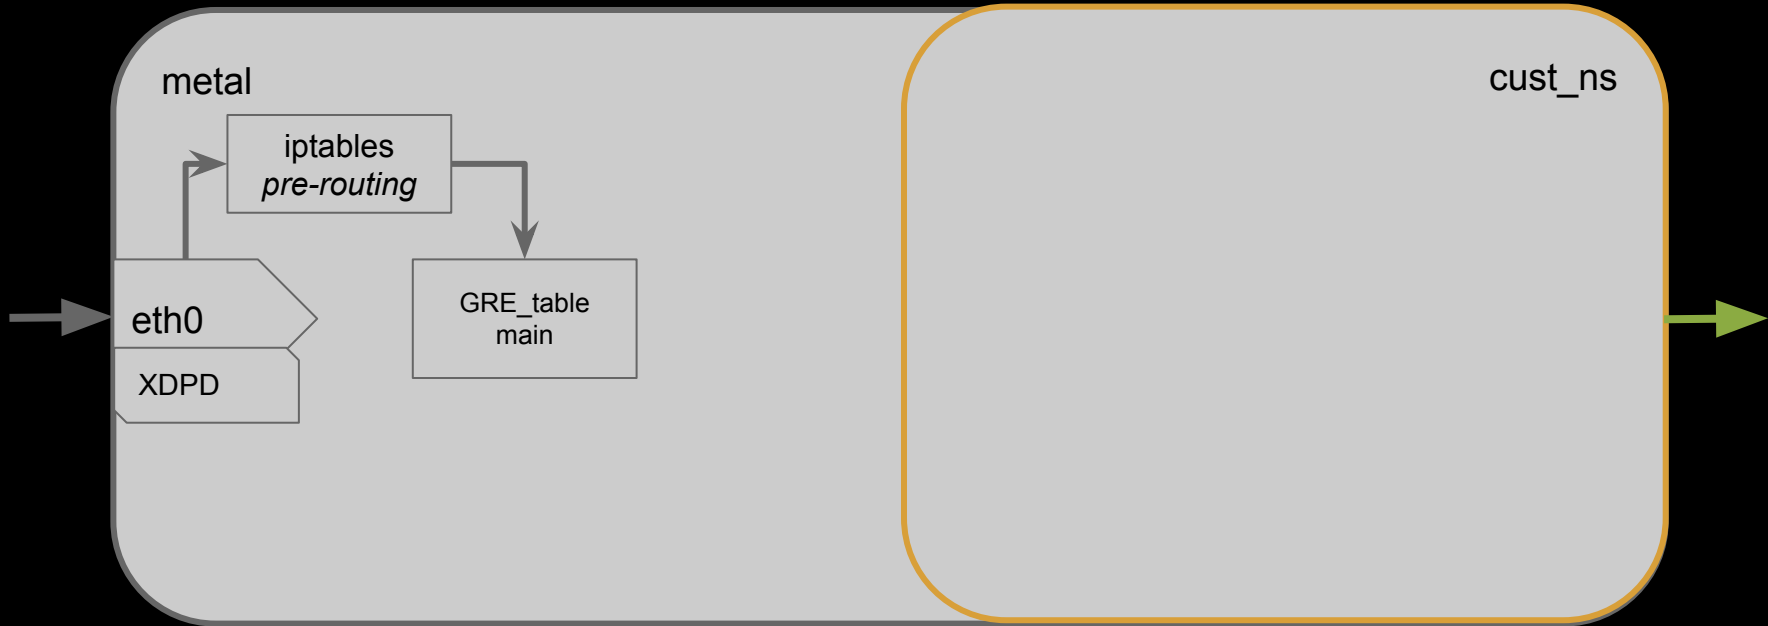 metal
cust_ns
iptables
pre-routing
GRE_table
main
eth0
XDPD